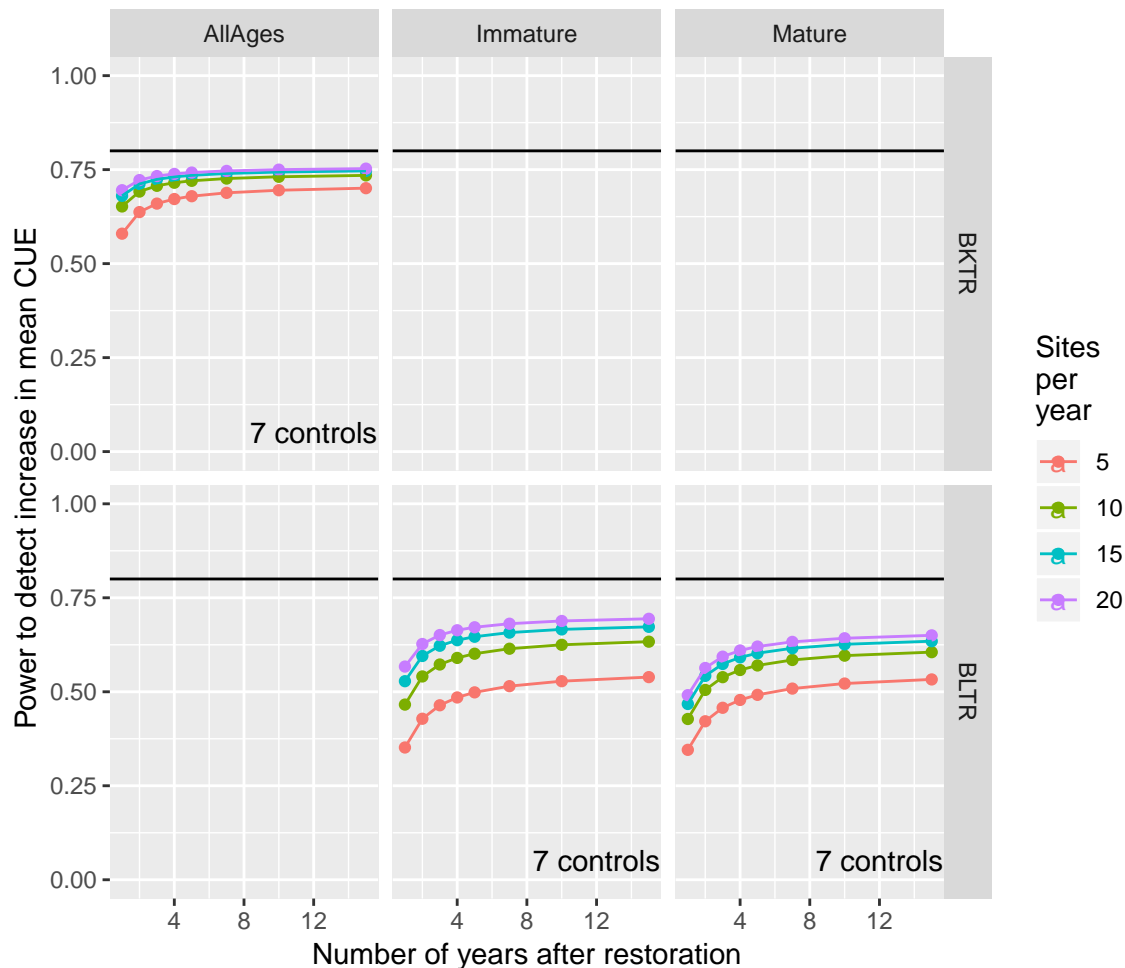 AllAges
Immature
Mature
Power to detect increase in mean CUE
1.00
0.75
0.50
0.25
0.00
7 controls
BKTR
1.00
0.75
0.50
0.25
0.00
7 controls
7 controls
BLTR
4
8
12
4
8
12
4
8
12
Number of years after restoration
Sites
per
year
a 5
a 10
a 15
a 20